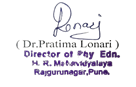 ( Dr.Pratima Lonari )
Director of Phy Edn.
H. R. Mahavidyalaya
Rajgurunagar,Pune.